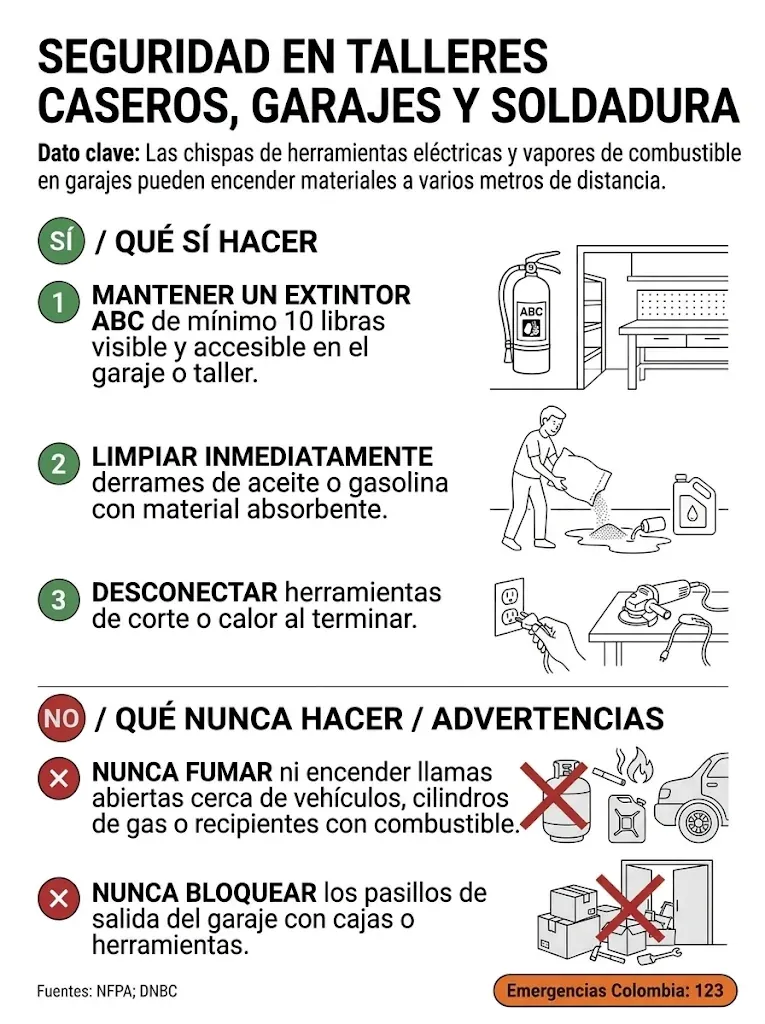 SEGURIDAD EN TALLERES
CASEROS, GARAJES Y SOLDADURA
Dato clave: Las chispas de herramientas eléctricas y vapores de combustible
en garajes pueden encender materiales a varios metros de distancia.
SÍ / QUÉ SÍ HACER
1 MANTENER UN EXTINTOR
ABC de mínimo 10 libras
visible y accesible en el
garaje o taller.
ABC
2 LIMPIAR INMEDIATAMENTE
derrames de aceite o gasolina
con material absorbente.
3 DESCONECTAR herramientas
de corte o calor al terminar.
NO / QUÉ NUNCA HACER / ADVERTENCIAS
NUNCA FUMAR ni encender llamas
abiertas cerca de vehículos, cilindros
de gas o recipientes con combustible.
NUNCA BLOQUEAR los pasillos de
salida del garaje con cajas o
herramientas.
Fuentes: NFPA; DNBC
Emergencias Colombia: 123